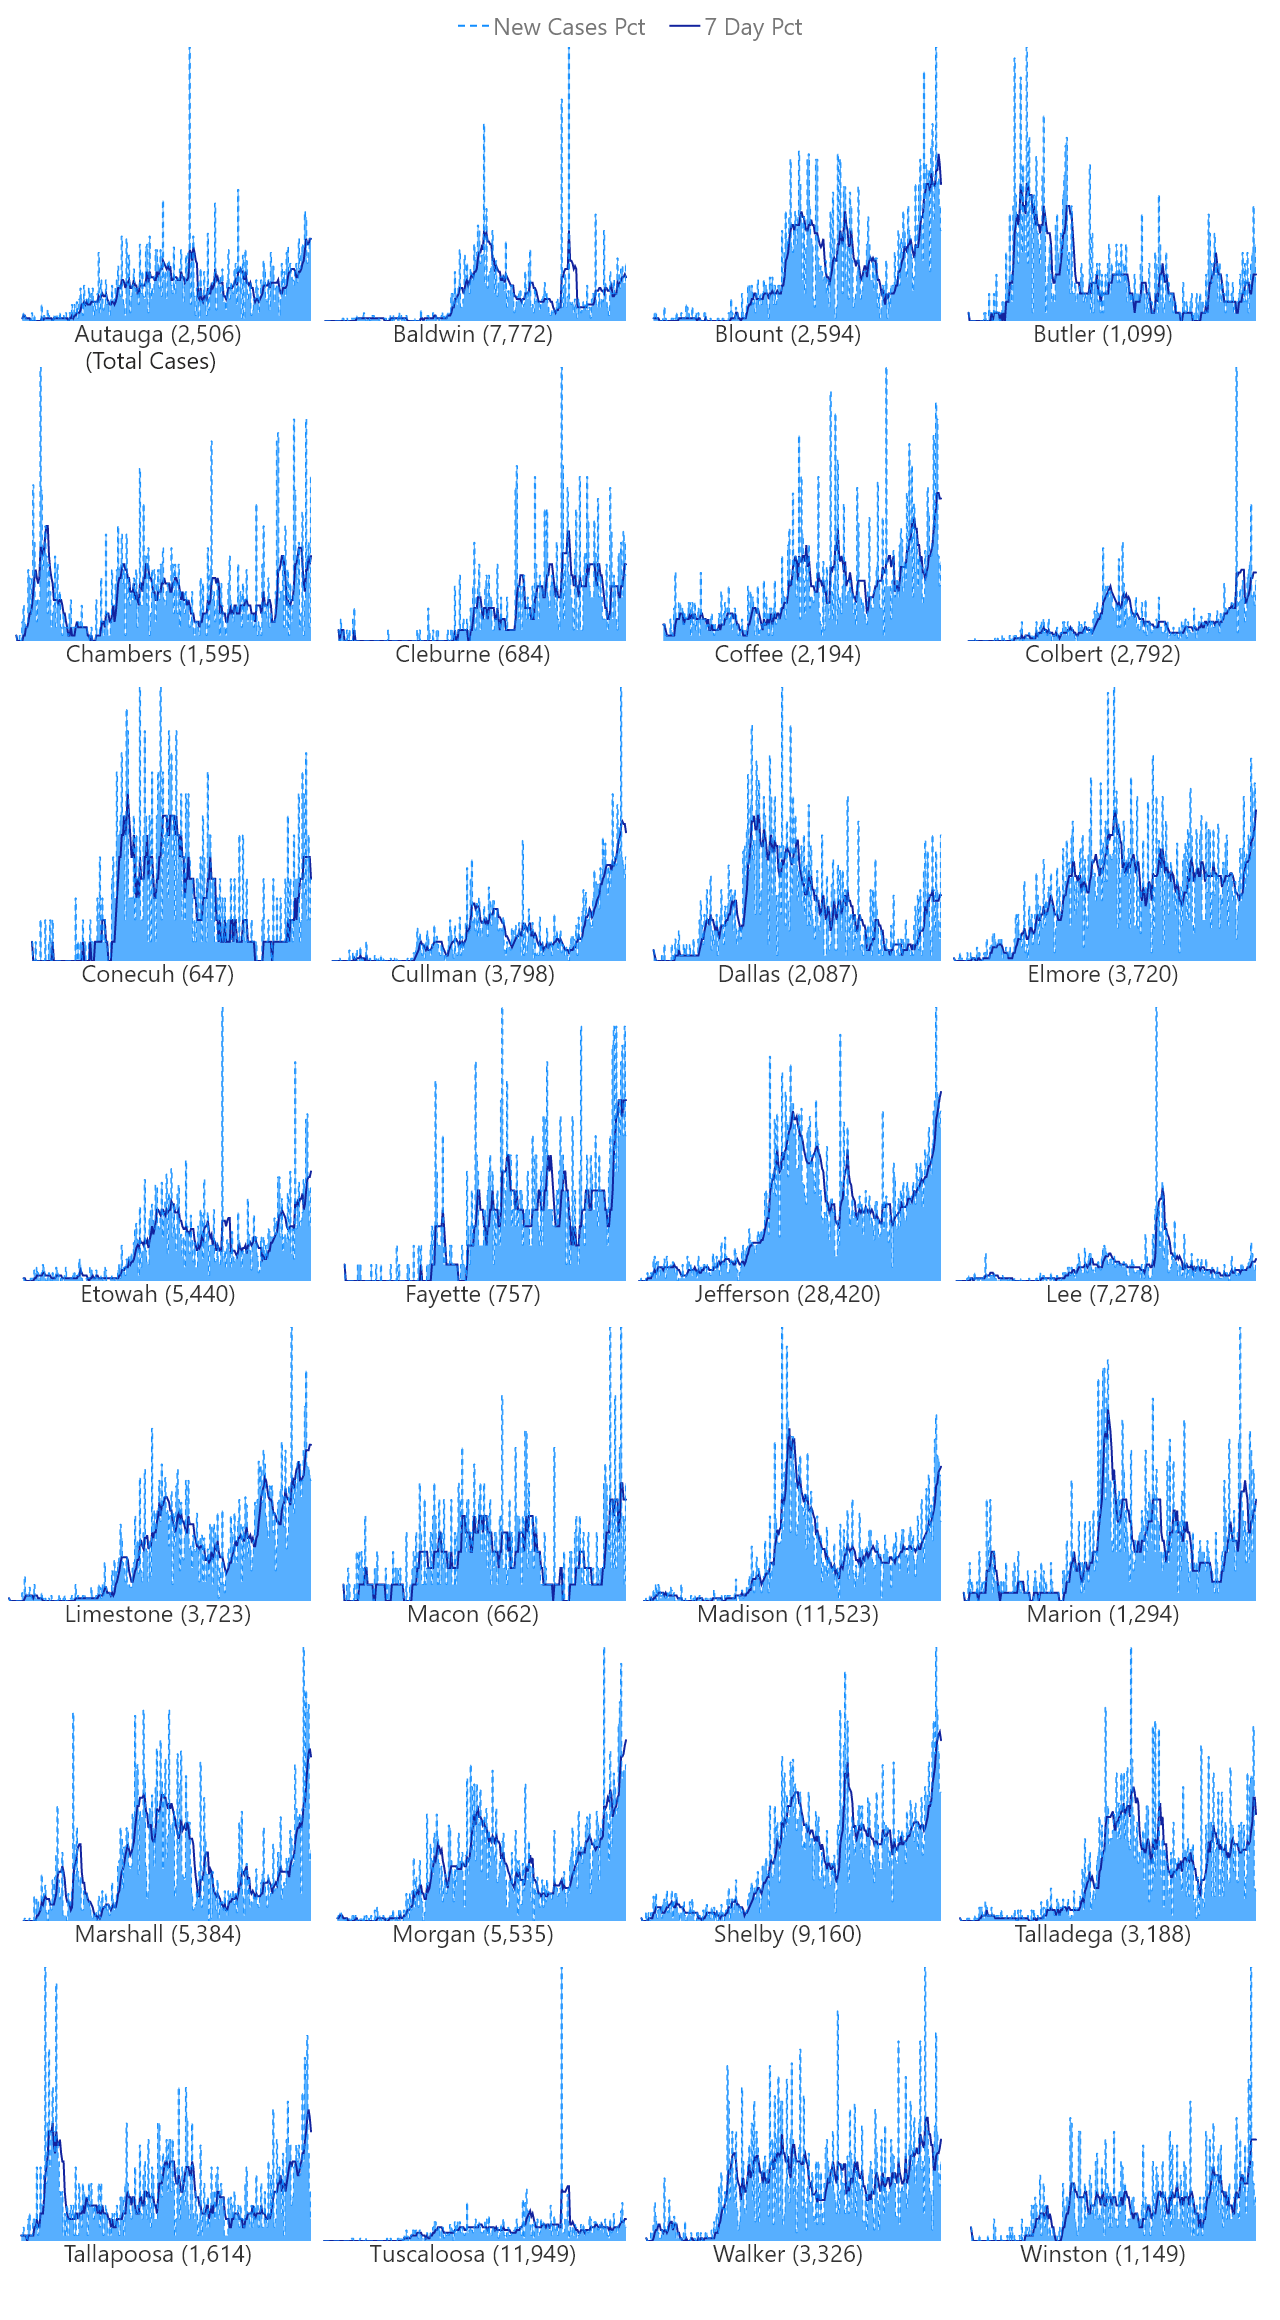 New Cases Pct 7 Day Pct
Autauga (2,506) Baldwin (7,772) Blount (2,594) Butler (1,099)
(Total Cases)
Chambers (1,595) Cleburne (684) Coffee (2,194) Colbert (2,792)
Conecuh (647) Cullman (3,798) Dallas (2,087) Elmore (3,720)
Etowah (5,440) Fayette (757) Jefferson (28,420) Lee (7,278)
Limestone (3,723) Macon (662) Madison (11,523) Marion (1,294)
Marshall (5,384) Morgan (5,535) Shelby (9,160) Talladega (3,188)
Tallapoosa (1,614) Tuscaloosa (11,949) Walker (3,326) Winston (1,149)